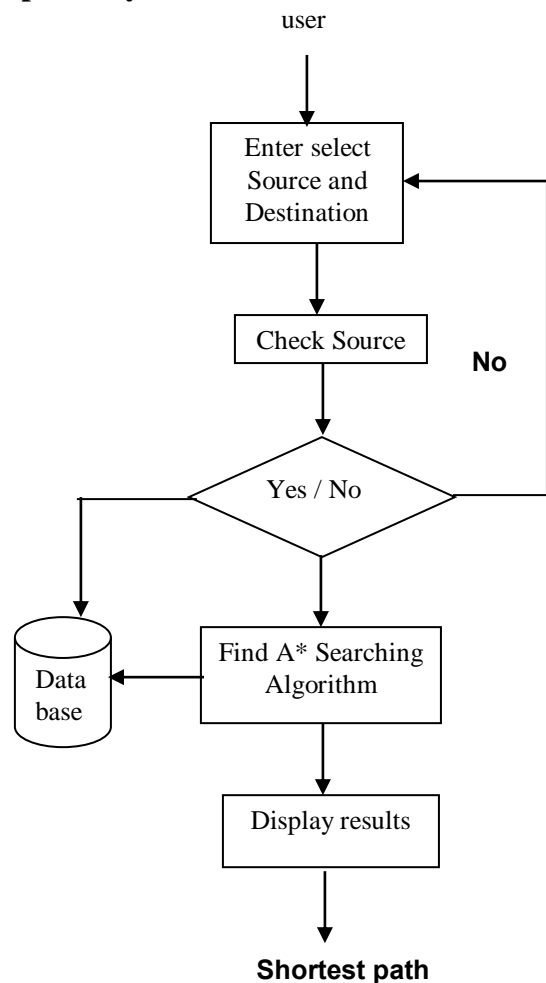 user
Enter select
Source and
Destination
Check Source
No
Yes / No
Find A* Searching
Algorithm
Data
base
Display results
Shortest path